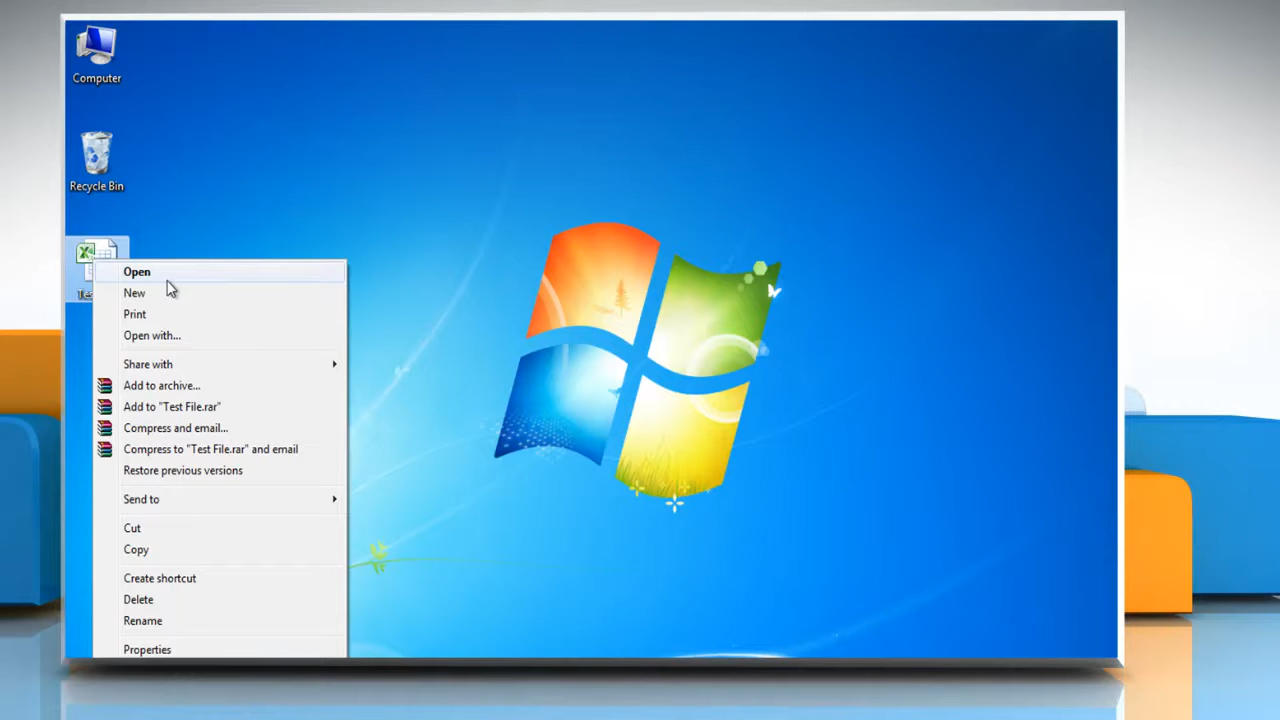 Computer
Recycle Bin
Open
New
Print
Open with...
Share with
Add to archive...
Add to "Test File.rar"
Compress and email...
Compress to "Test File.rar" and email
Restore previous versions
Send to
Cut
Copy
Create shortcut
Delete
Rename
Properties